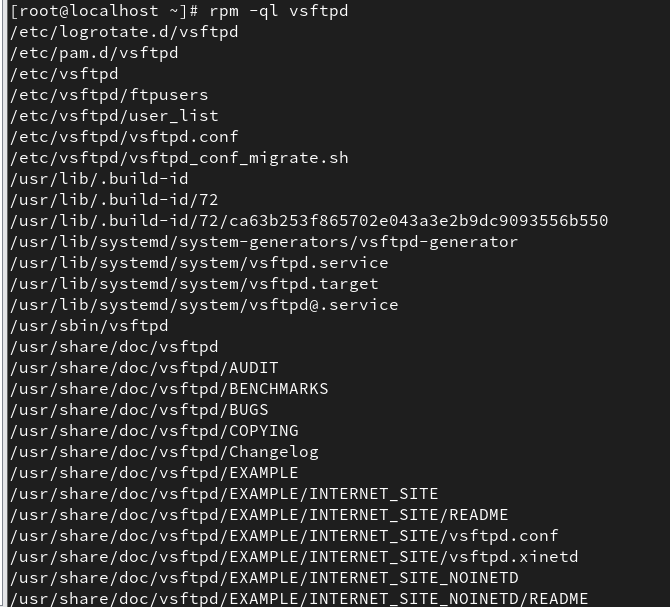 [root@localhost ~]# rpm -ql vsftpd
/etc/logrotate.d/vsftpd
/etc/pam.d/vsftpd
/etc/vsftpd
/etc/vsftpd/ftpusers
/etc/vsftpd/user_list
/etc/vsftpd/vsftpd.conf
/etc/vsftpd/vsftpd_conf_migrate.sh
/usr/lib/.build-id
/usr/lib/.build-id/72
/usr/lib/.build-id/72/ca63b253f865702e043a3e2b9dc9093556b550
/usr/lib/systemd/system-generators/vsftpd-generator
/usr/lib/systemd/system/vsftpd.service
/usr/lib/systemd/system/vsftpd.target
/usr/lib/systemd/system/vsftpd@.service
/usr/sbin/vsftpd
/usr/share/doc/vsftpd
/usr/share/doc/vsftpd/AUDIT
/usr/share/doc/vsftpd/BENCHMARKS
/usr/share/doc/vsftpd/BUGS
/usr/share/doc/vsftpd/COPYING
/usr/share/doc/vsftpd/Changelog
/usr/share/doc/vsftpd/EXAMPLE
/usr/share/doc/vsftpd/EXAMPLE/INTERNET_SITE
/usr/share/doc/vsftpd/EXAMPLE/INTERNET_SITE/README
/usr/share/doc/vsftpd/EXAMPLE/INTERNET_SITE/vsftpd.conf
/usr/share/doc/vsftpd/EXAMPLE/INTERNET_SITE/vsftpd.xinetd
/usr/share/doc/vsftpd/EXAMPLE/INTERNET_SITE_NOINETD
/usr/share/doc/vsftpd/EXAMPLE/INTERNET_SITE_NOINETD/README